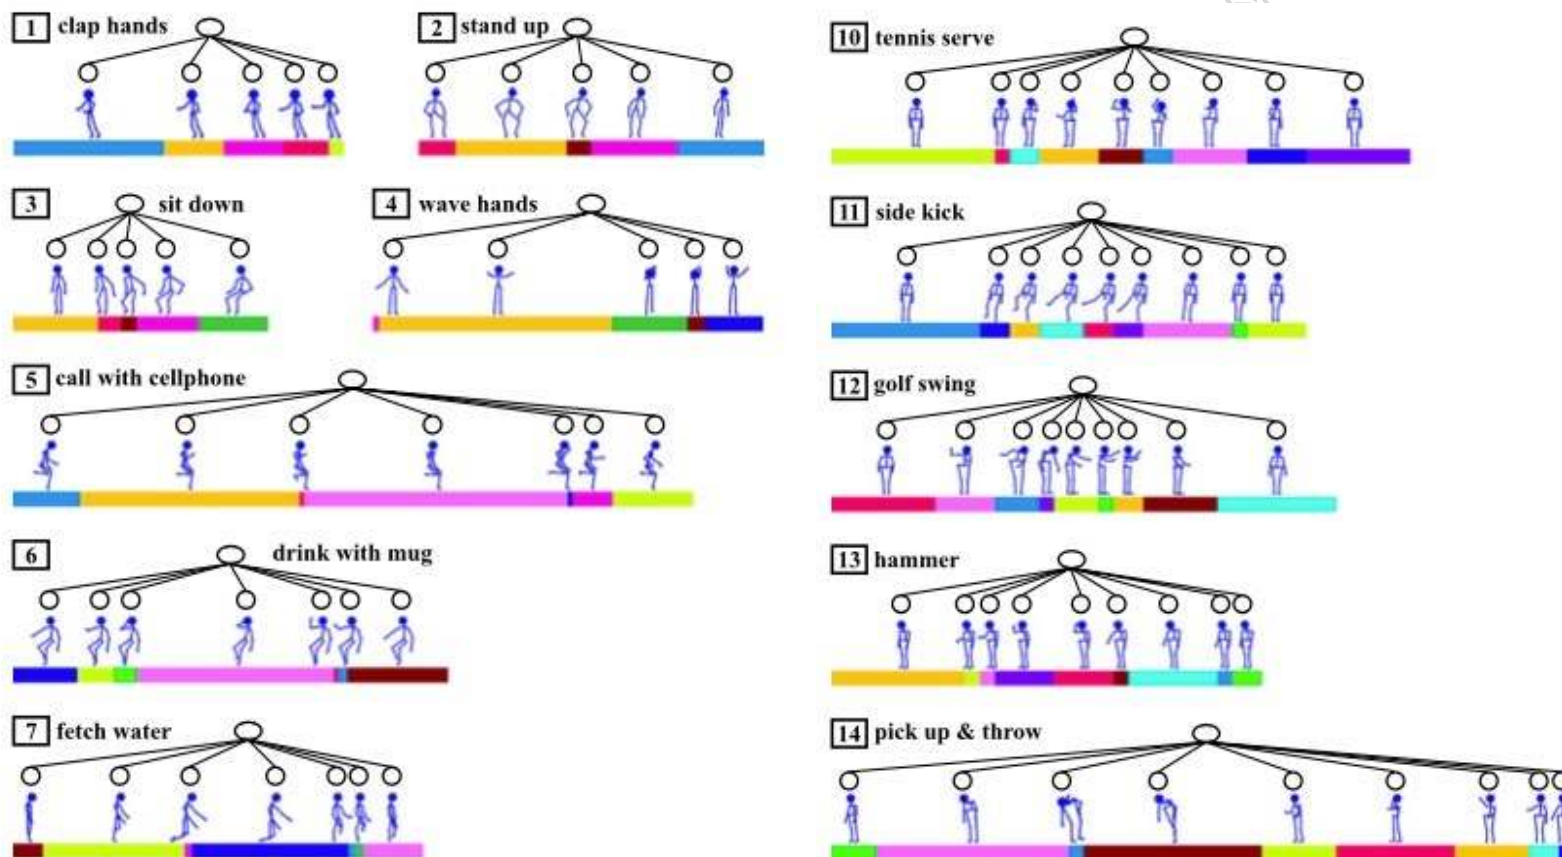 1 clap hands
2 stand up
3 sit down
4 wave hands
5 call with cellphone
6 drink with mug
7 fetch water
10 tennis serve
11 side kick
12 golf swing
13 hammer
14 pick up & throw